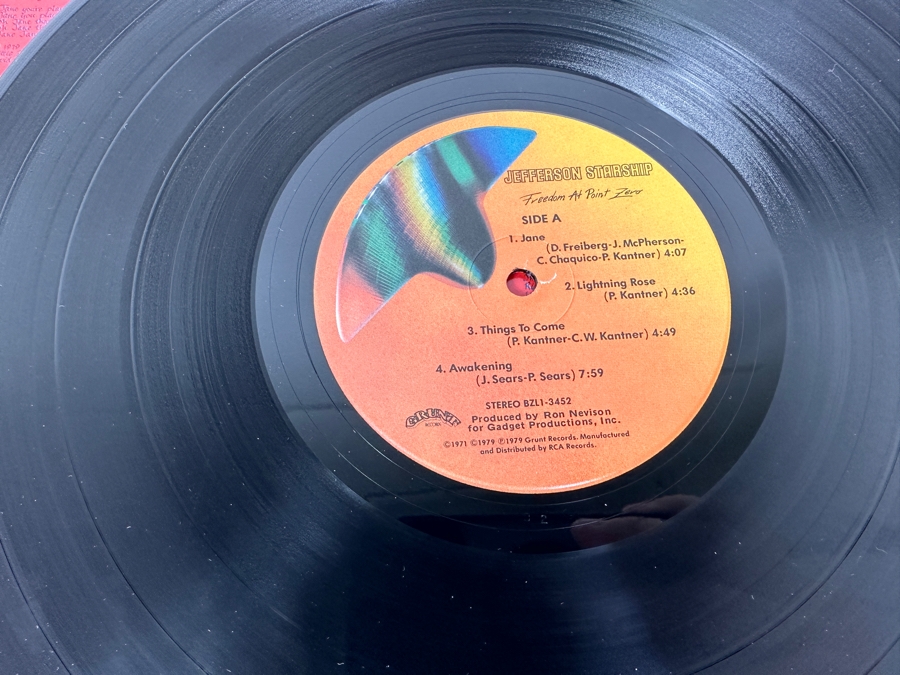 JEFFERSON STARSHIP
Freedom At Point Zero
SIDE A
1. Jane
(D. Freiberg-J. McPherson-
C. Chaquico-P. Kantner) 4:07
2. Lightning Rose
(P. Kantner) 4:36
3. Things To Come
(P. Kantner-C.W. Kantner) 4:49
4. Awakening
(J. Sears-P. Sears) 7:59
STEREO BZL1-3452
GRUNT
RECORDS
Produced by Ron Nevison
for Gadget Productions, Inc.
©1971 ©1979 ℗1979 Grunt Records. Manufactured
and Distributed by RCA Records.